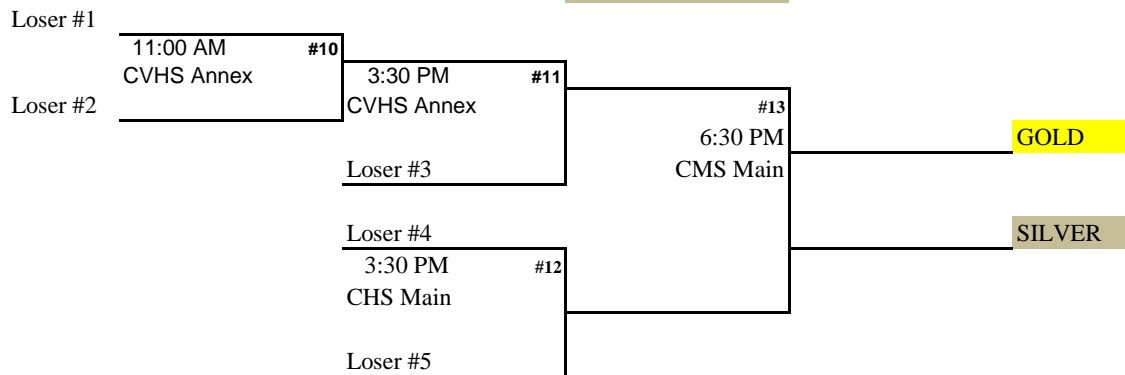 Loser #1
11:00 AM #10
CVHS Annex 3:30 PM #11
Loser #2 CVHS Annex #13
6:30 PM GOLD
Loser #3 CMS Main
Loser #4 SILVER
3:30 PM #12
CHS Main
Loser #5